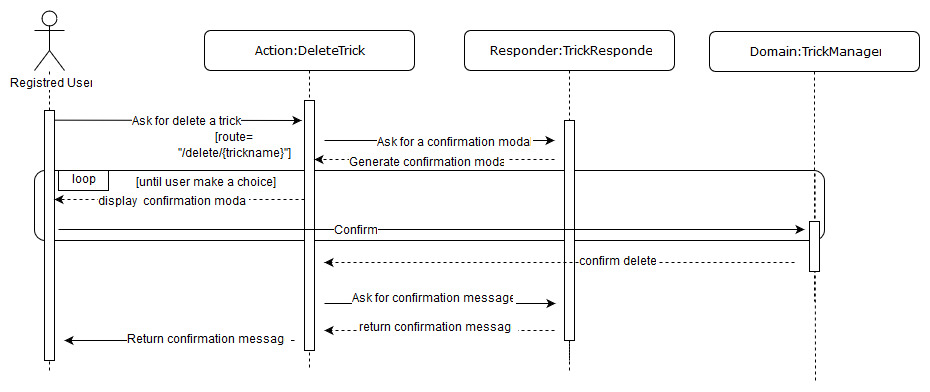 Registred User
Action:DeleteTrick
Responder:TrickResponde
Domain:TrickManager
Ask for delete a trick
[route=
"/delete/{trickname}"]
Ask for a confirmation moda
Generate confirmation moda
loop
[until user make a choice]
display confirmation moda
Confirm
confirm delete
Ask for confirmation message
return confirmation messag
Return confirmation messag